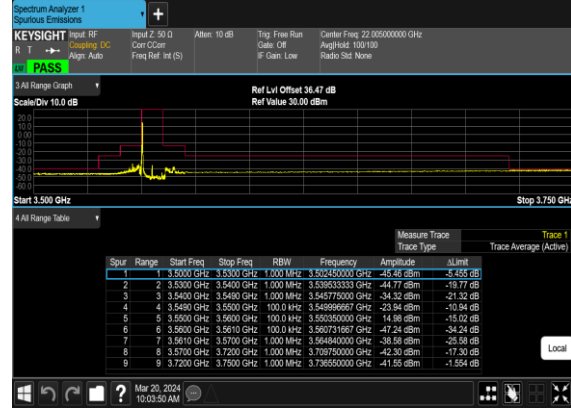 Spectrum Analyzer 1
Spurious Emissions
+
KEYSIGHT Input: RF Input Z: 50 Ω Atten: 10 dB Trig: Free Run Center Freq: 22.005000000 GHz
R T Coupling: DC Corr CCorr Gate: Off Avg|Hold: 100/100
Align: Auto Freq Ref: Int (S) IF Gain: Low Radio Std: None
PASS
3 All Range Graph
Ref Lvl Offset 36.47 dB
Scale/Div 10.0 dB Ref Value 30.00 dBm
20.0
10.0
0.00
-10.0
-20.0
-30.0
-40.0
-50.0
-60.0
Start 3.500 GHz Stop 3.750 GHz
4 All Range Table
Measure Trace Trace 1
Trace Type Trace Average (Active)
Spur Range Start Freq Stop Freq RBW Frequency Amplitude ΔLimit
1 1 3.5000 GHz 3.5300 GHz 1.000 MHz 3.502450000 GHz -45.46 dBm -5.455 dB
2 2 3.5300 GHz 3.5400 GHz 1.000 MHz 3.539533333 GHz -44.77 dBm -19.77 dB
3 3 3.5400 GHz 3.5490 GHz 1.000 MHz 3.545775000 GHz -34.32 dBm -21.32 dB
4 4 3.5490 GHz 3.5500 GHz 100.0 kHz 3.549996667 GHz -23.94 dBm -10.94 dB
5 5 3.5500 GHz 3.5600 GHz 100.0 kHz 3.550350000 GHz 14.98 dBm -15.02 dB
6 6 3.5600 GHz 3.5610 GHz 100.0 kHz 3.560731667 GHz -47.24 dBm -34.24 dB
7 7 3.5610 GHz 3.5700 GHz 1.000 MHz 3.564840000 GHz -38.58 dBm -25.58 dB
8 8 3.5700 GHz 3.7200 GHz 1.000 MHz 3.709750000 GHz -42.30 dBm -17.30 dB
9 9 3.7200 GHz 3.7500 GHz 1.000 MHz 3.736550000 GHz -41.55 dBm -1.554 dB
Local
? Mar 20, 2024
10:03:50 AM